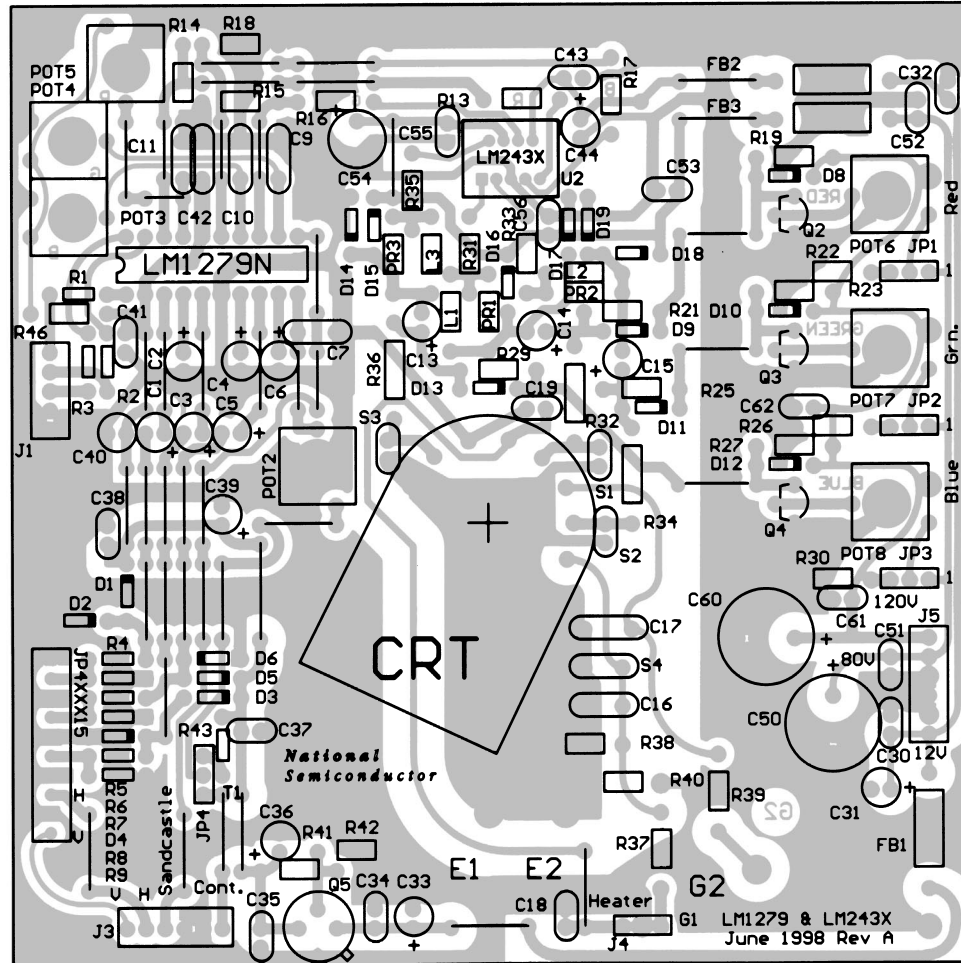 R14
R18
C43
R17
FB2
C32
POT5
POT4
R15
R16
R13
FB3
C52
C11
C9
C55
LM243X
C44
R19
U2
C54
R35
C53
D8
RED
Red
POT3
C42
C10
R33
C56
Q2
D16
D19
D17
LM1279N
D14
D15
PR3
L3
R31
L2
D18
R22
POT6
JP1
1
R1
PR2
R23
R46
C41
L1
PR1
R21
D10
GREEN
Grn.
C7
C13
C14
D9
Q3
C2
R36
R29
C15
C4
C6
R3
R2
C1
C3
C5
D13
C19
R25
C62
POT7
JP2
J1
S3
R32
D11
R26
1
C40
POT2
R27
D12
BLUE
Blue
C38
C39
S1
R34
Q4
S2
POT8
JP3
R30
1
D1
C60
120V
C61
J5
D2
C17
C51
JP4XXX15
R4
D6
CRT
80V
D5
S4
D3
C16
C50
R43
C37
National
Semiconductor
R38
C30
12V
R5
T1
R40
R39
C31
H
R6
JP4
C36
G2
V
R7
Sandcastle
R41
R42
R37
FB1
D4
R8
R9
E1
E2
G2
V
H
Cont.
C35
Q5
C34
C33
C18
Heater
J3
J4
G1
LM1279 & LM243X
June 1998 Rev A